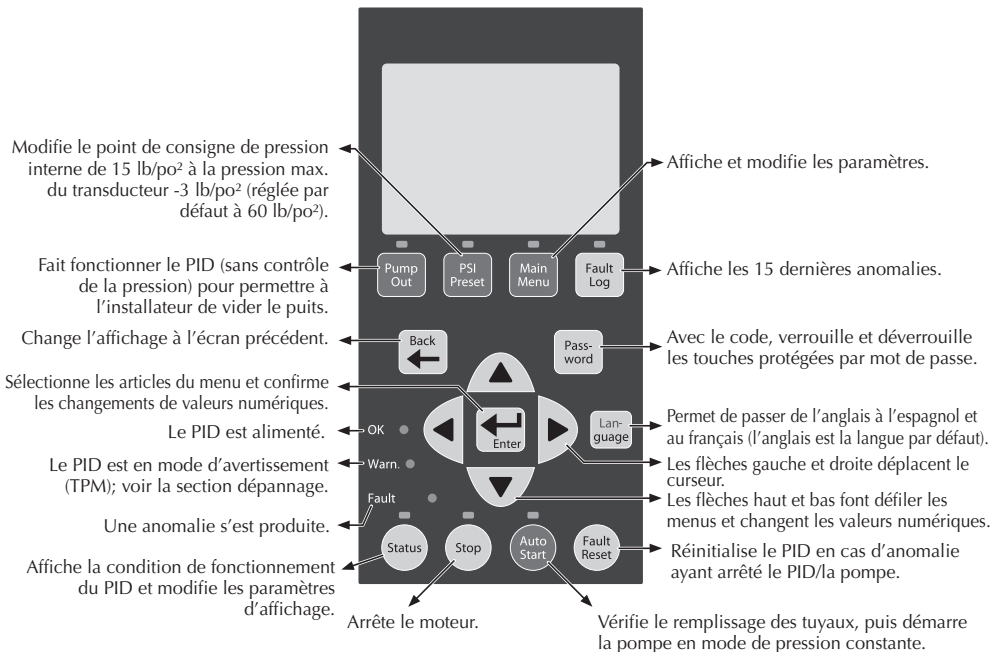 Modifie le point de consigne de pression
interne de 15 lb/po² à la pression max.
du transducteur -3 lb/po² (réglée par
défaut à 60 lb/po²).
Affiche et modifie les paramètres.
Fait fonctionner le PID (sans contrôle
de la pression) pour permettre à
l'installateur de vider le puits.
Pump
Out
PSI
Preset
Main
Menu
Fault
Log
Affiche les 15 dernières anomalies.
Change l'affichage à l'écran précédent.
Back
Pass-
word
Avec le code, verrouille et déverrouille
les touches protégées par mot de passe.
Sélectionne les articles du menu et confirme
les changements de valeurs numériques.
Enter
Lan-
guage
Permet de passer de l'anglais à l'espagnol et
au français (l'anglais est la langue par défaut).
Le PID est alimenté.
OK
Les flèches gauche et droite déplacent le
curseur.
Le PID est en mode d'avertissement
(TPM); voir la section dépannage.
Warn.
Les flèches haut et bas font défiler les
menus et changent les valeurs numériques.
Une anomalie s'est produite.
Fault
Status
Stop
Auto
Start
Fault
Reset
Réinitialise le PID en cas d'anomalie
ayant arrêté le PID/la pompe.
Affiche la condition de fonctionnement
du PID et modifie les paramètres
d'affichage.
Arrête le moteur.
Vérifie le remplissage des tuyaux, puis démarre
la pompe en mode de pression constante.